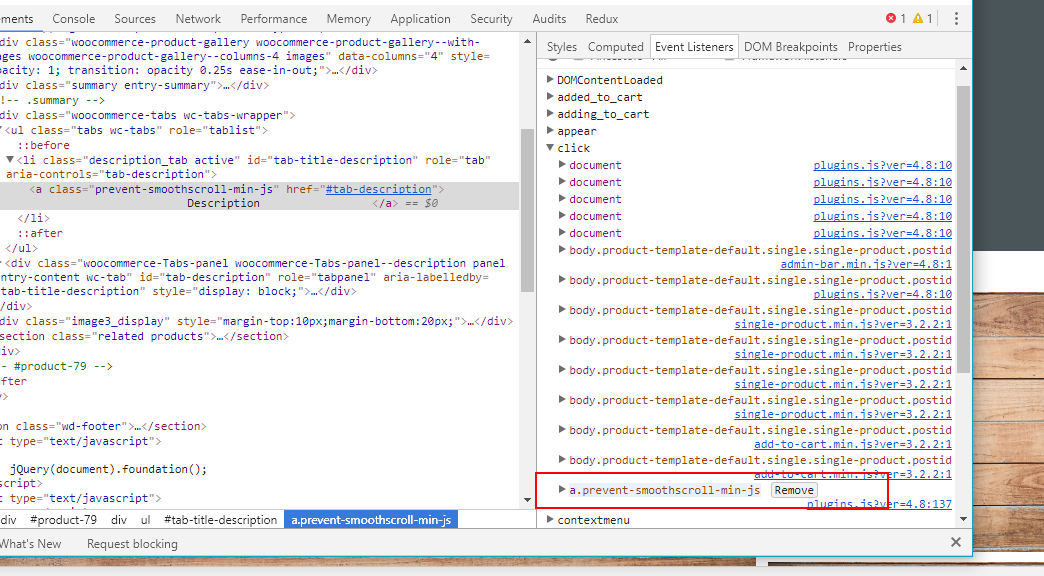 ements Console Sources Network Performance Memory Application Security Audits Redux 1 1
div class="woocommerce-product-gallery woocommerce-product-gallery--with-
ages woocommerce-product-gallery--columns-4 images" data-columns="4" style=
pacity: 1; transition: opacity 0.25s ease-in-out;">…</div>
div class="summary entry-summary">…</div>
!-- .summary -->
div class="woocommerce-tabs wc-tabs-wrapper">
<ul class="tabs wc-tabs" role="tablist">
::before
<li class="description_tab active" id="tab-title-description" role="tab"
aria-controls="tab-description">
<a class="prevent-smoothscroll-min-js" href="#tab-description">
Description </a> == $0
</li>
::after
</ul>
<div class="woocommerce-Tabs-panel woocommerce-Tabs-panel--description panel
entry-content wc-tab" id="tab-description" role="tabpanel" aria-labelledby=
tab-title-description" style="display: block;">…</div>
/div>
div class="image3_display" style="margin-top:10px;margin-bottom:20px;">…</div>
section class="related products">…</section>
div>
-- #product-79 -->
after
v>
on class="wd-footer">…</section>
t type="text/javascript">
jQuery(document).foundation();
script>
t type="text/javascript">
div #product-79 div ul #tab-title-description a.prevent-smoothscroll-min-js
What's New Request blocking
Styles Computed Event Listeners DOM Breakpoints Properties
DOMContentLoaded
added_to_cart
adding_to_cart
appear
click
document plugins.js?ver=4.8:10
document plugins.js?ver=4.8:10
document plugins.js?ver=4.8:10
document plugins.js?ver=4.8:10
document plugins.js?ver=4.8:10
body.product-template-default.single.single-product.postid
admin-bar.min.js?ver=4.8:1
body.product-template-default.single.single-product.postid
plugins.js?ver=4.8:10
body.product-template-default.single.single-product.postid
single-product.min.js?ver=3.2.2:1
body.product-template-default.single.single-product.postid
single-product.min.js?ver=3.2.2:1
body.product-template-default.single.single-product.postid
single-product.min.js?ver=3.2.2:1
body.product-template-default.single.single-product.postid
single-product.min.js?ver=3.2.2:1
body.product-template-default.single.single-product.postid
add-to-cart.min.js?ver=3.2.2:1
body.product-template-default.single.single-product.postid
add-to-cart.min.js?ver=3.2.2:1
a.prevent-smoothscroll-min-js Remove
plugins.js?ver=4.8:137
contextmenu